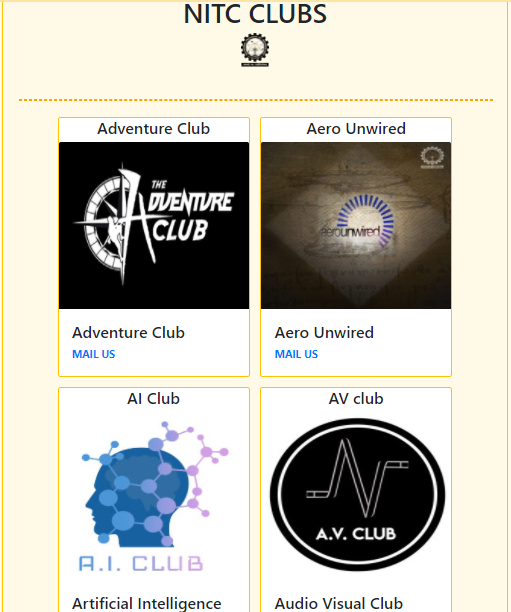 NITC CLUBS
Adventure Club
Aero Unwired
THE
ADVENTURE
CLUB
aerounwired
Adventure Club
MAIL US
Aero Unwired
MAIL US
AI Club
AV club
A.I. CLUB
A.V. CLUB
Artificial Intelligence
Audio Visual Club